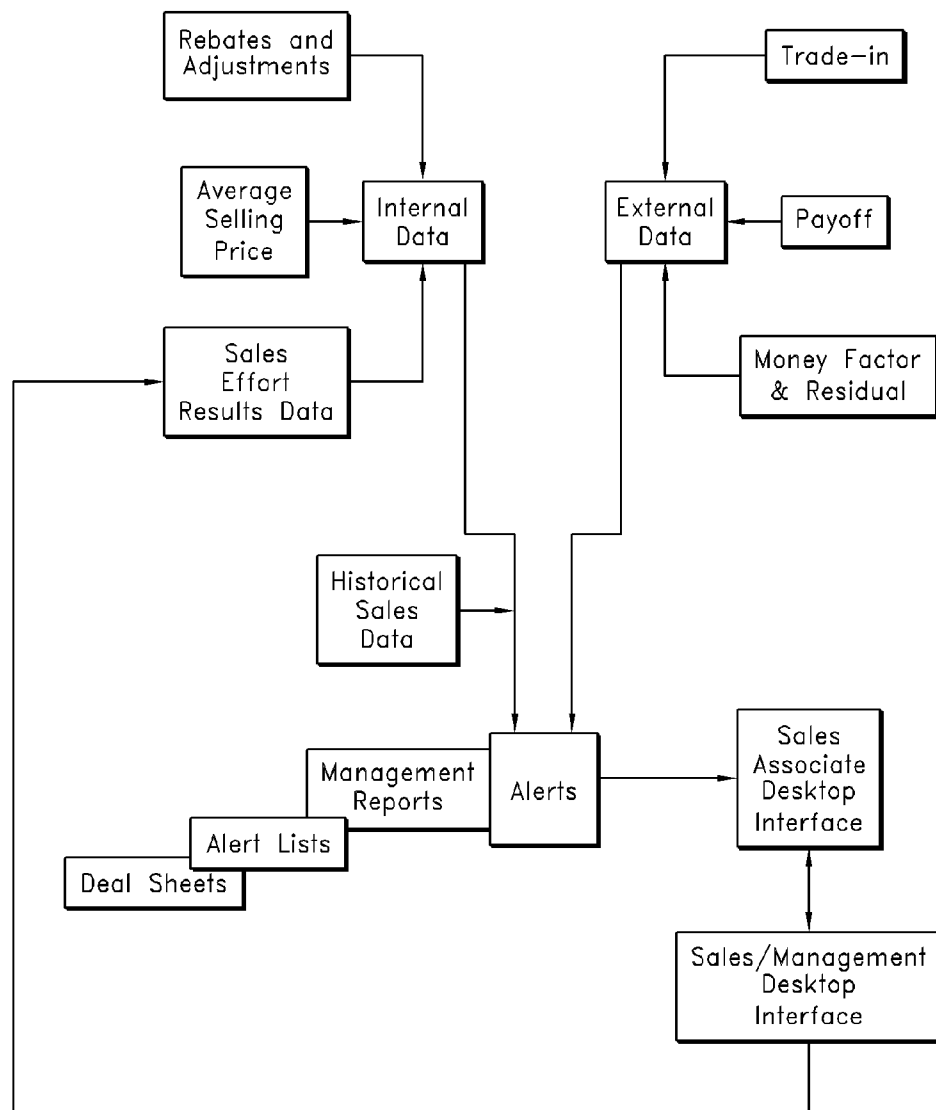 Rebates and
Adjustments
Trade-in
Average
Selling
Price
Internal
Data
External
Data
Payoff
Sales
Effort
Results Data
Money Factor
& Residual
Historical
Sales
Data
Management
Reports
Alerts
Sales
Associate
Desktop
Interface
Alert Lists
Deal Sheets
Sales/Management
Desktop
Interface